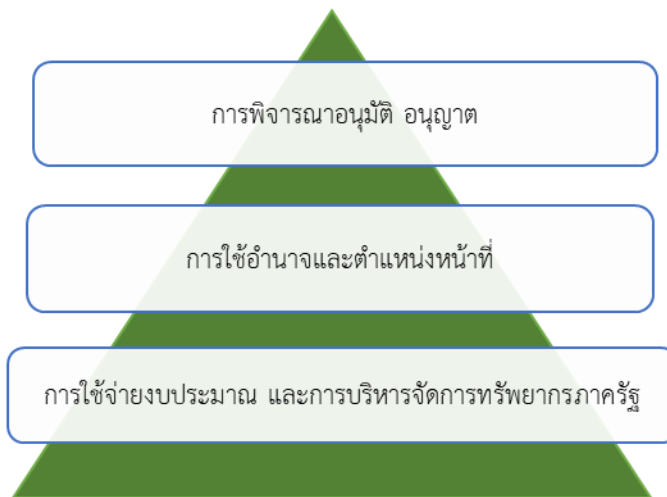 การพิจารณาอนุมัติ อนุญาต
การใช้อำนาจและตำแหน่งหน้าที่
การใช้จ่ายงบประมาณ และการบริหารจัดการทรัพยากรภาครัฐ